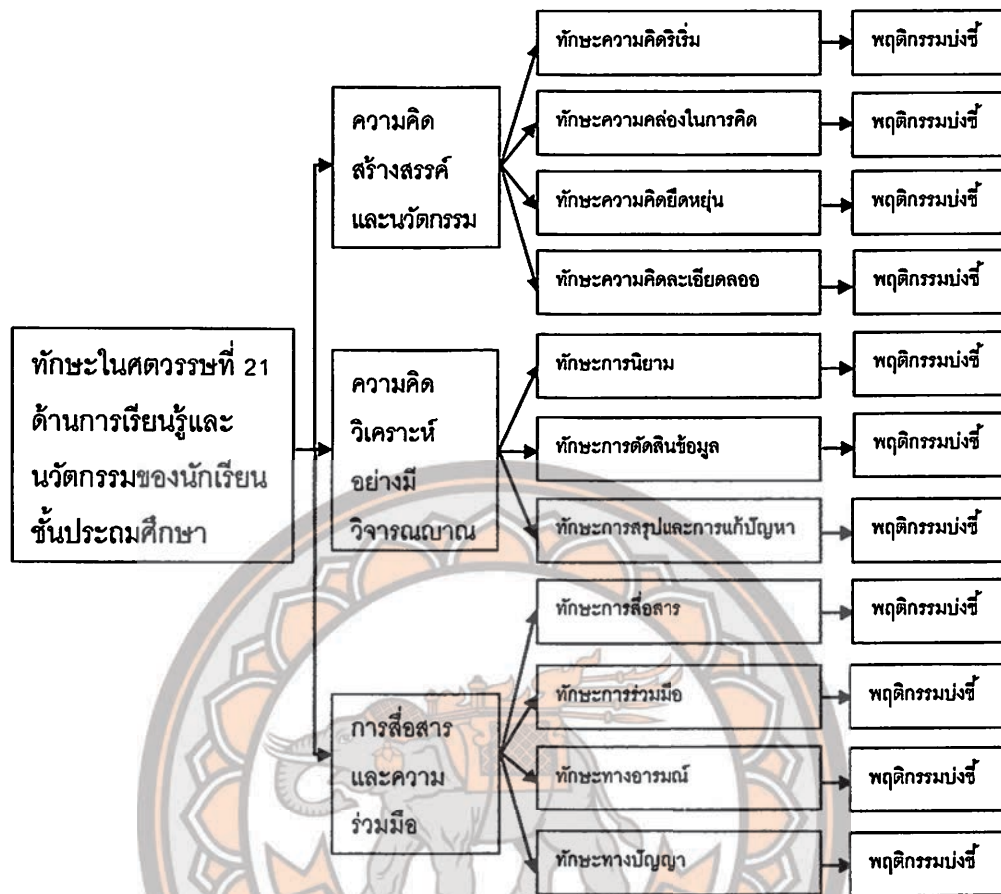 ทักษะในศตวรรษที่ 21
ด้านการเรียนรู้และ
นวัตกรรมของนักเรียน
ชั้นประถมศึกษา
ความคิด
สร้างสรรค์
และนวัตกรรม
ทักษะความคิดริเริ่ม
พฤติกรรมบ่งชี้
ทักษะความคล่องในการคิด
พฤติกรรมบ่งชี้
ทักษะความคิดยืดหยุ่น
พฤติกรรมบ่งชี้
ทักษะความคิดละเอียดลออ
พฤติกรรมบ่งชี้
ความคิด
วิเคราะห์
อย่างมี
วิจารณญาณ
ทักษะการนิยาม
พฤติกรรมบ่งชี้
ทักษะการตัดสินข้อมูล
พฤติกรรมบ่งชี้
ทักษะการสรุปและการแก้ปัญหา
พฤติกรรมบ่งชี้
การสื่อสาร
และความ
ร่วมมือ
ทักษะการสื่อสาร
พฤติกรรมบ่งชี้
ทักษะการร่วมมือ
พฤติกรรมบ่งชี้
ทักษะทางอารมณ์
พฤติกรรมบ่งชี้
ทักษะทางปัญญา
พฤติกรรมบ่งชี้